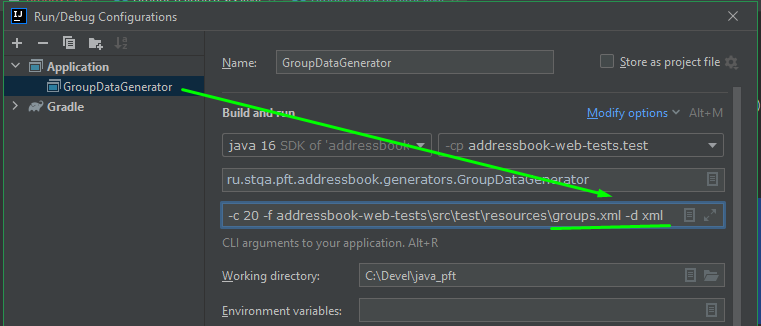 Run/Debug Configurations
Name: GroupDataGenerator Store as project file
Application
GroupDataGenerator
Gradle
Build and run Modify options Alt+M
java 16 SDK of 'addressbook -cp addressbook-web-tests.test
ru.stqa.pft.addressbook.generators.GroupDataGenerator
-c 20 -f addressbook-web-tests\src\test\resources\groups.xml -d xml
CLI arguments to your application. Alt+R
Working directory: C:\Devel\java_pft
Environment variables: